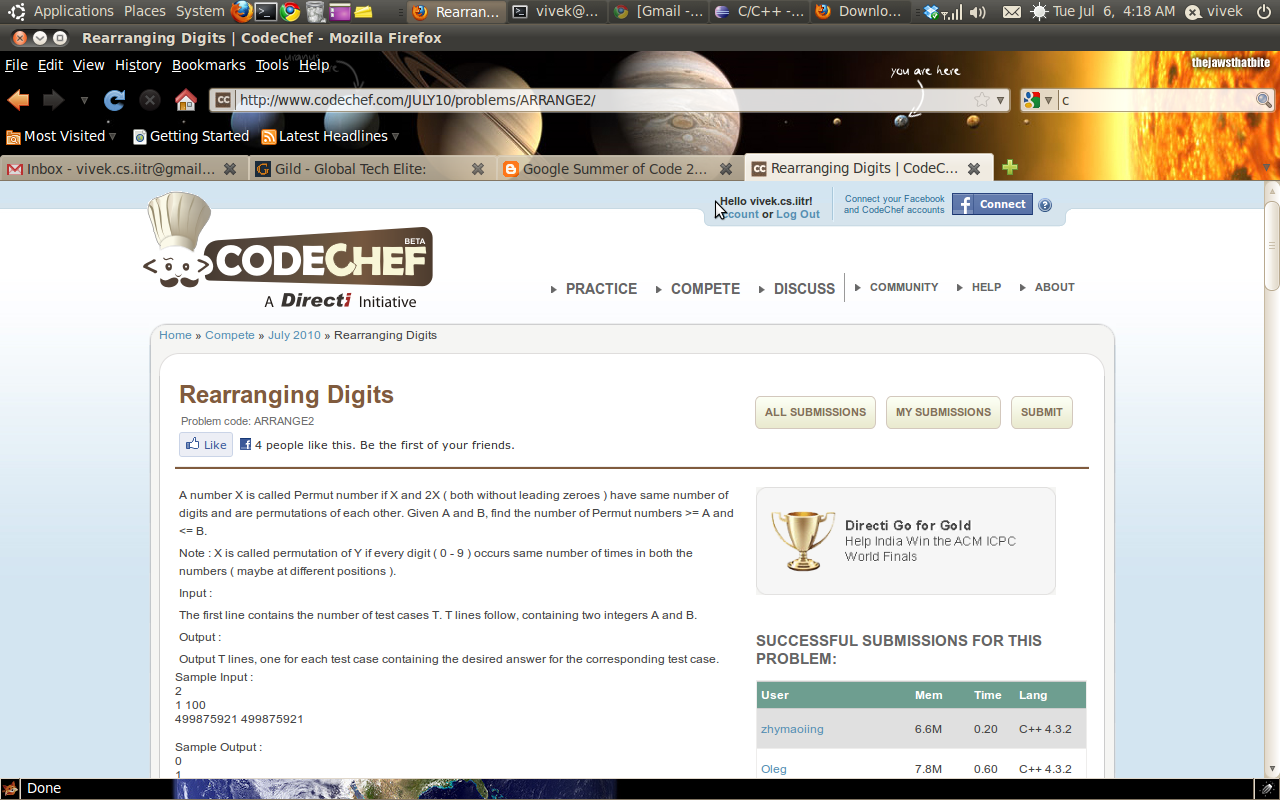 Applications Places System Rearran... vivek@... [Gmail -... C/C++ -... Downlo... Tue Jul 6, 4:18 AM vivek
Rearranging Digits | CodeChef - Mozilla Firefox
File Edit View History Bookmarks Tools Help
thejawsthatbite
you are here
http://www.codechef.com/JULY10/problems/ARRANGE2/
c
Most Visited Getting Started Latest Headlines
Inbox - vivek.cs.iitr@gmail... Gild - Global Tech Elite: Google Summer of Code 2... Rearranging Digits | CodeC...
Hello vivek.cs.iitr!
ccount or Log Out
Connect your Facebook
and CodeChef accounts
Connect
?
BETA
CODECHEF
A Directi Initiative
PRACTICE COMPETE DISCUSS COMMUNITY HELP ABOUT
Home » Compete » July 2010 » Rearranging Digits
Rearranging Digits
Problem code: ARRANGE2
ALL SUBMISSIONS MY SUBMISSIONS SUBMIT
Like 4 people like this. Be the first of your friends.
A number X is called Permut number if X and 2X ( both without leading zeroes ) have same number of
digits and are permutations of each other. Given A and B, find the number of Permut numbers >= A and
<= B.
Note : X is called permutation of Y if every digit ( 0 - 9 ) occurs same number of times in both the
numbers ( maybe at different positions ).
Input :
The first line contains the number of test cases T. T lines follow, containing two integers A and B.
Output :
Output T lines, one for each test case containing the desired answer for the corresponding test case.
Sample Input :
2
1 100
499875921 499875921
Sample Output :
0
1
Directi Go for Gold
Help India Win the ACM ICPC
World Finals
SUCCESSFUL SUBMISSIONS FOR THIS
PROBLEM:
User Mem Time Lang
zhymaoiing 6.6M 0.20 C++ 4.3.2
Oleg 7.8M 0.60 C++ 4.3.2
Done